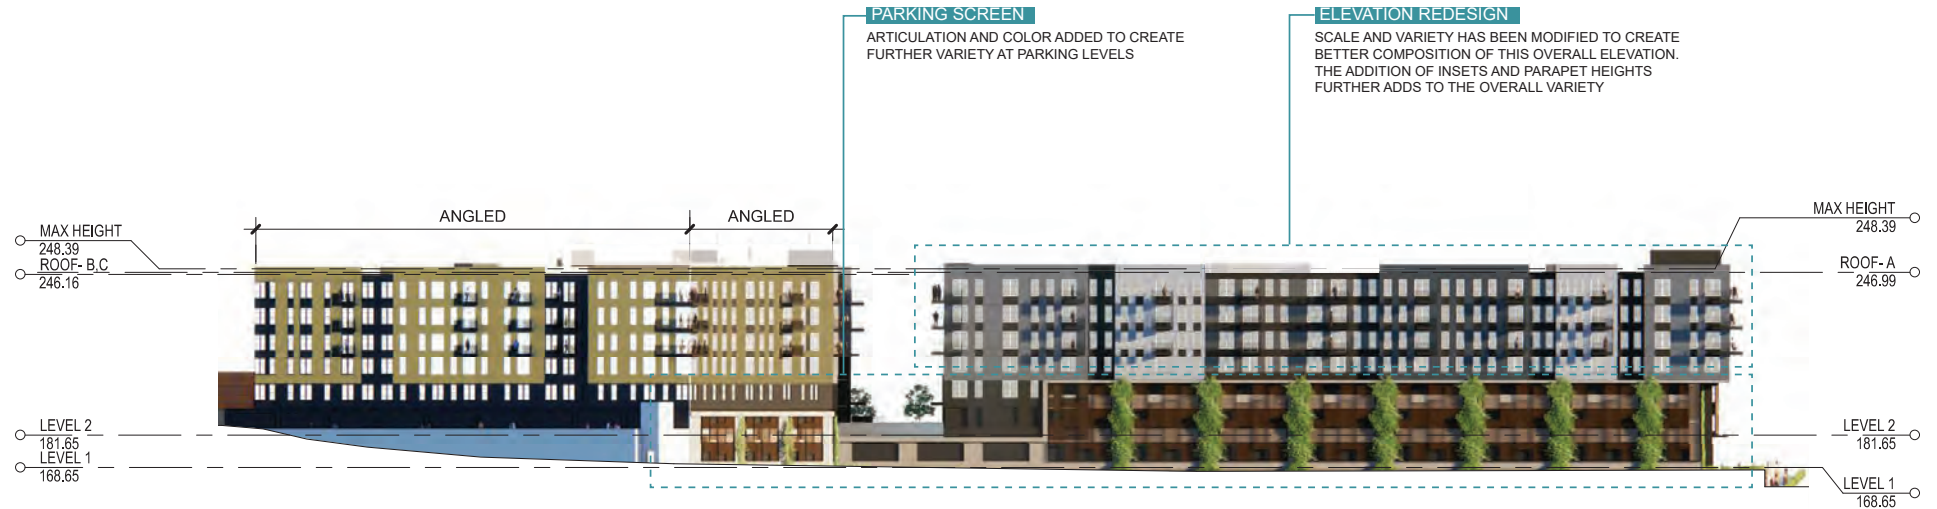 PARKING SCREEN
ARTICULATION AND COLOR ADDED TO CREATE
FURTHER VARIETY AT PARKING LEVELS
ELEVATION REDESIGN
SCALE AND VARIETY HAS BEEN MODIFIED TO CREATE
BETTER COMPOSITION OF THIS OVERALL ELEVATION.
THE ADDITION OF INSETS AND PARAPET HEIGHTS
FURTHER ADDS TO THE OVERALL VARIETY
ANGLED
ANGLED
MAX HEIGHT
248.39
ROOF- B,C
246.16
LEVEL 2
181.65
LEVEL 1
168.65
MAX HEIGHT
248.39
ROOF- A
246.99
LEVEL 2
181.65
LEVEL 1
168.65